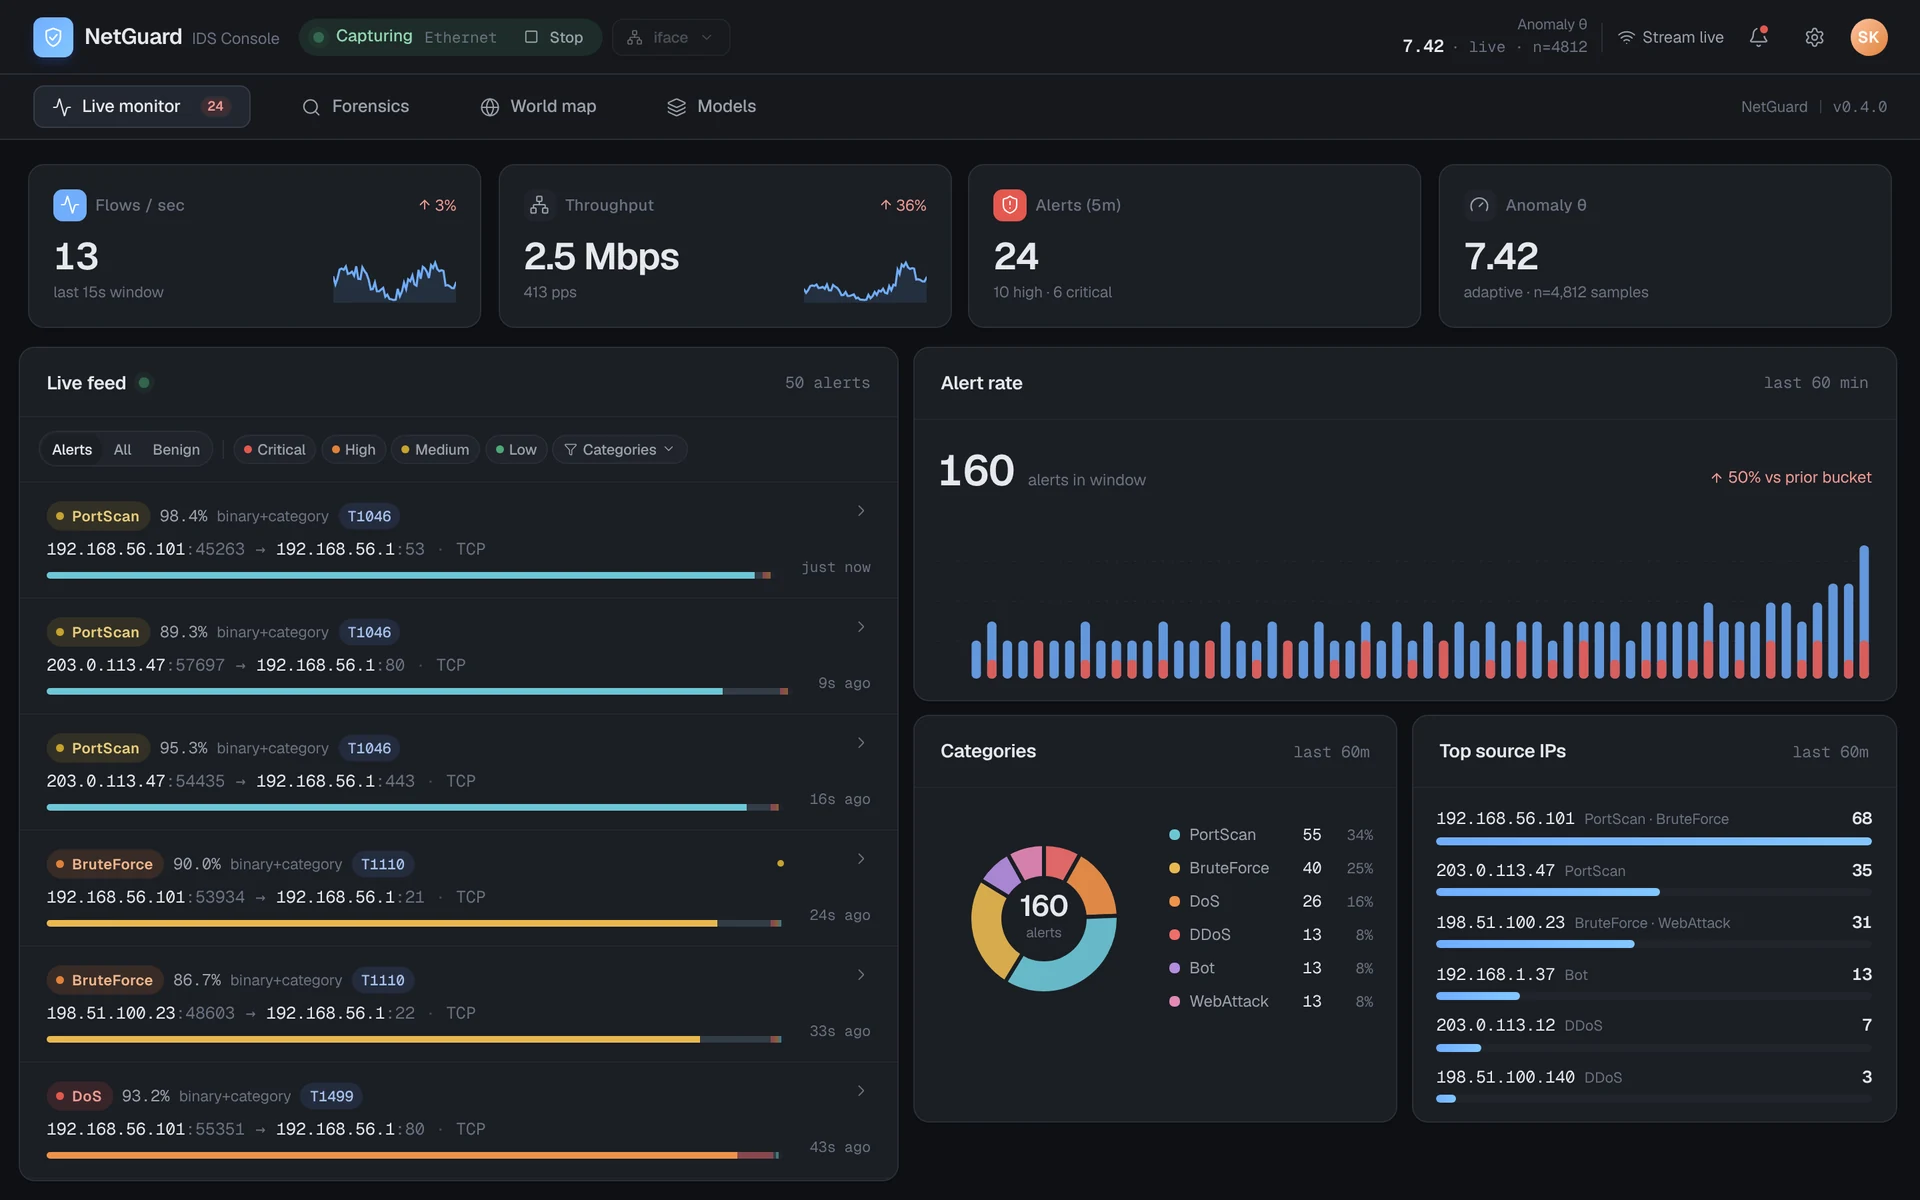 NetGuard IDS Console
Capturing Ethernet Stop
iface
Anomaly θ
7.42 · live · n=4812
Stream live
SK
Live monitor 24
Forensics
World map
Models
NetGuard | v0.4.0
Flows / sec
↑ 3%
13
last 15s window
Throughput
↑ 36%
2.5 Mbps
413 pps
Alerts (5m)
24
10 high · 6 critical
Anomaly θ
7.42
adaptive · n=4,812 samples
Live feed
50 alerts
Alerts All Benign
Critical High Medium Low Categories
PortScan 98.4% binary+category T1046
192.168.56.101:45263 → 192.168.56.1:53 · TCP
just now
PortScan 89.3% binary+category T1046
203.0.113.47:57697 → 192.168.56.1:80 · TCP
9s ago
PortScan 95.3% binary+category T1046
203.0.113.47:54435 → 192.168.56.1:443 · TCP
16s ago
BruteForce 90.0% binary+category T1110
192.168.56.101:53934 → 192.168.56.1:21 · TCP
24s ago
BruteForce 86.7% binary+category T1110
198.51.100.23:48603 → 192.168.56.1:22 · TCP
33s ago
DoS 93.2% binary+category T1499
192.168.56.101:55351 → 192.168.56.1:80 · TCP
43s ago
Alert rate
last 60 min
160 alerts in window
↑ 50% vs prior bucket
Categories
last 60m
160
alerts
PortScan 55 34%
BruteForce 40 25%
DoS 26 16%
DDoS 13 8%
Bot 13 8%
WebAttack 13 8%
Top source IPs
last 60m
192.168.56.101 PortScan · BruteForce 68
203.0.113.47 PortScan 35
198.51.100.23 BruteForce · WebAttack 31
192.168.1.37 Bot 13
203.0.113.12 DDoS 7
198.51.100.140 DDoS 3